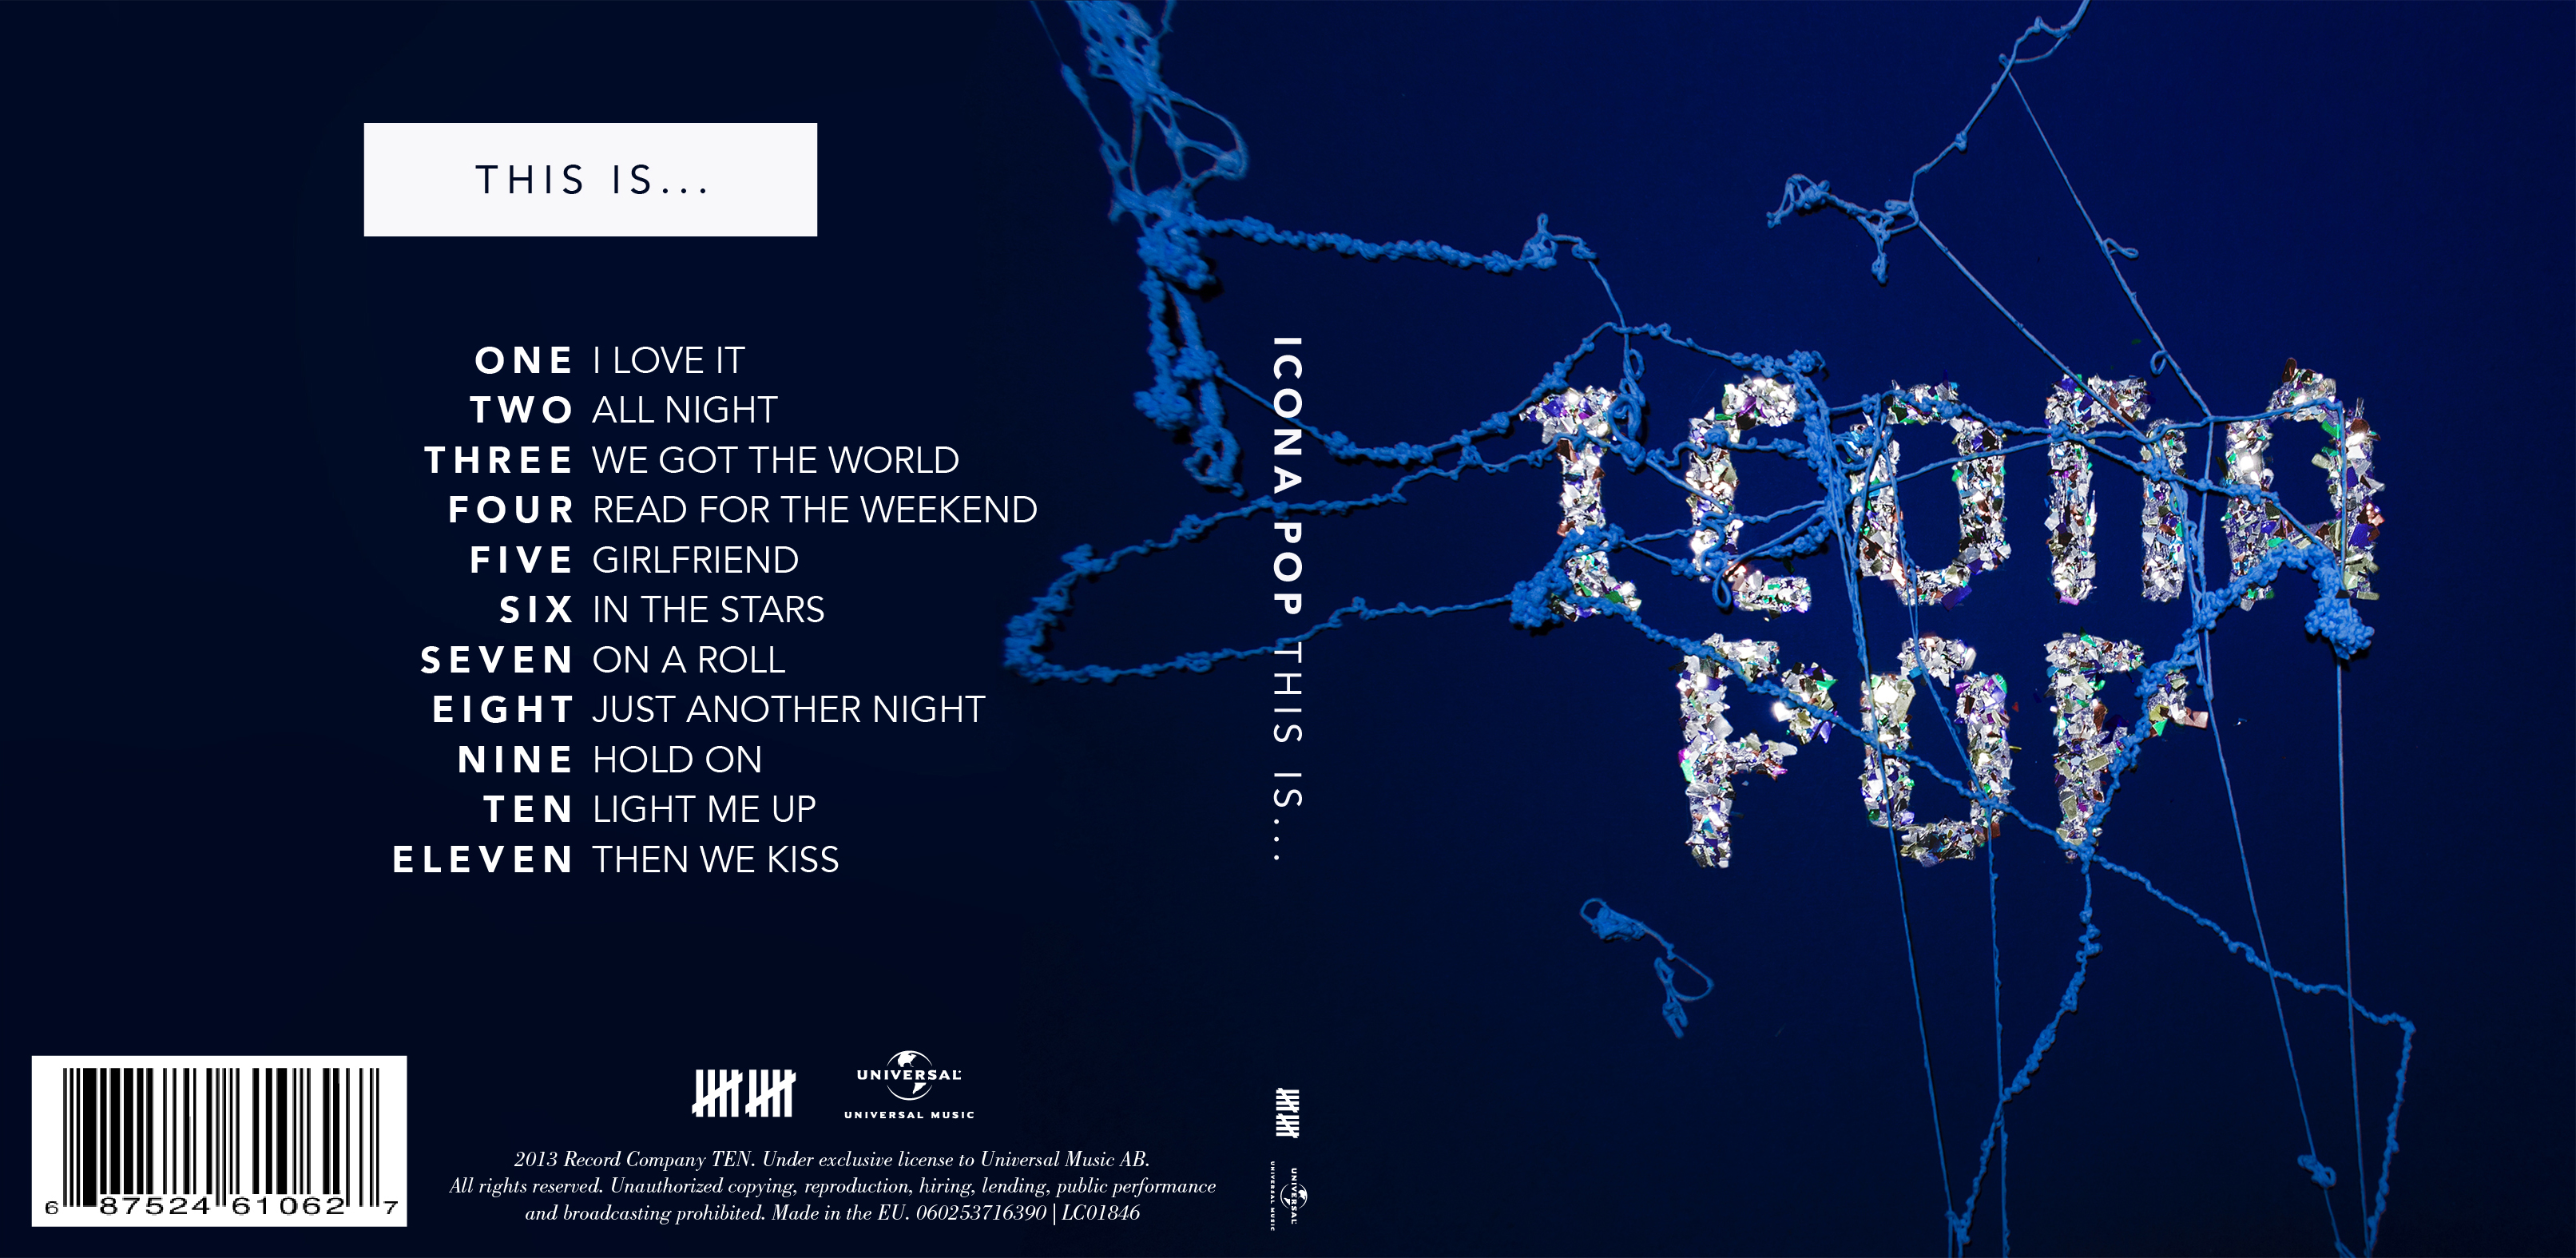 THIS IS...
ONE I LOVE IT
TWO ALL NIGHT
THREE WE GOT THE WORLD
FOUR READ FOR THE WEEKEND
FIVE GIRLFRIEND
SIX IN THE STARS
SEVEN ON A ROLL
EIGHT JUST ANOTHER NIGHT
NINE HOLD ON
TEN LIGHT ME UP
ELEVEN THEN WE KISS
6 87524 61062 7
UNIVERSAL
UNIVERSAL MUSIC
2013 Record Company TEN. Under exclusive license to Universal Music AB.
All rights reserved. Unauthorized copying, reproduction, hiring, lending, public performance
and broadcasting prohibited. Made in the EU. 060253716390 | LC01846
ICONA POP THIS IS...
UNIVERSAL
UNIVERSAL MUSIC
ICONA
POP